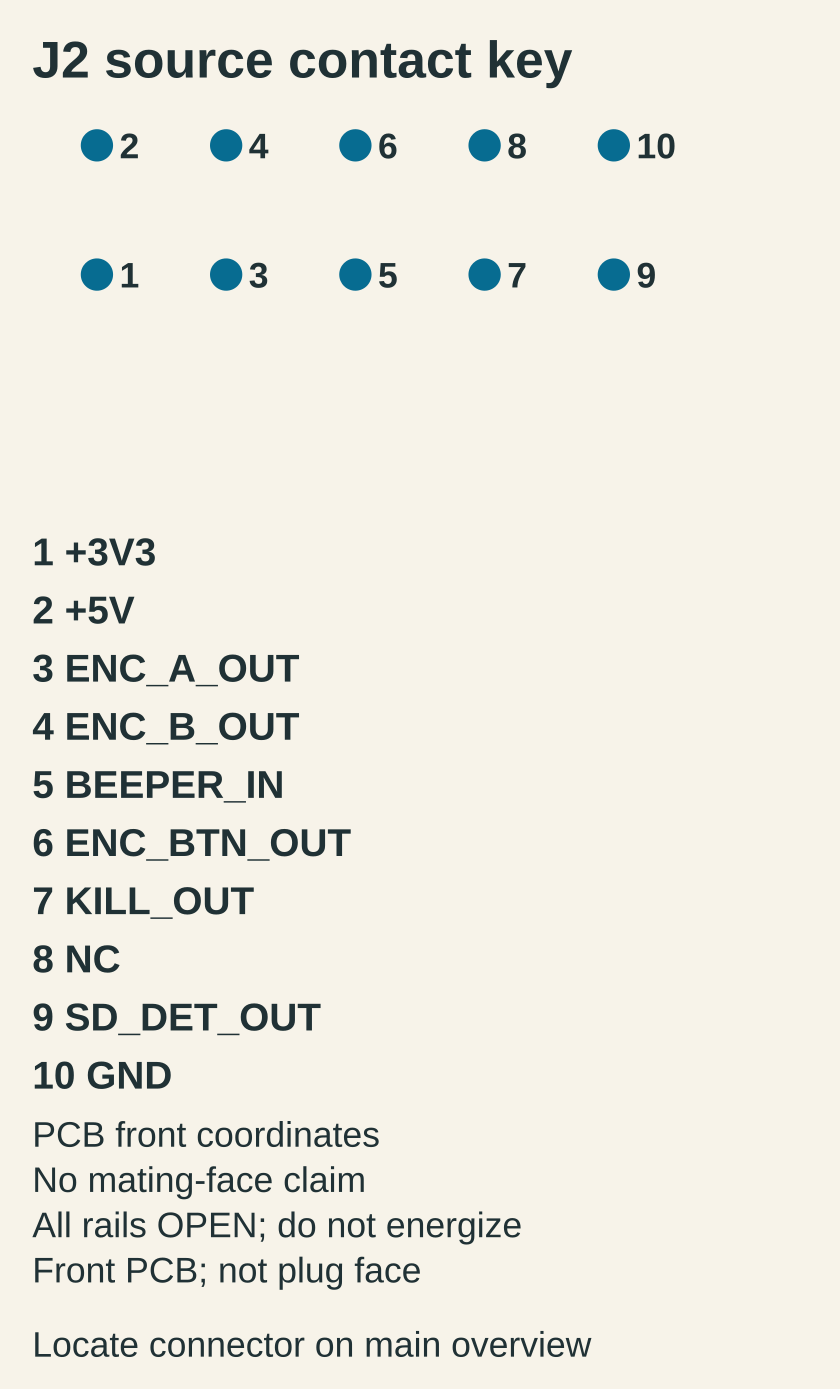 J2 source contact key
2 4 6 8 10
1 3 5 7 9
1 +3V3
2 +5V
3 ENC_A_OUT
4 ENC_B_OUT
5 BEEPER_IN
6 ENC_BTN_OUT
7 KILL_OUT
8 NC
9 SD_DET_OUT
10 GND
PCB front coordinates
No mating-face claim
All rails OPEN; do not energize
Front PCB; not plug face
Locate connector on main overview